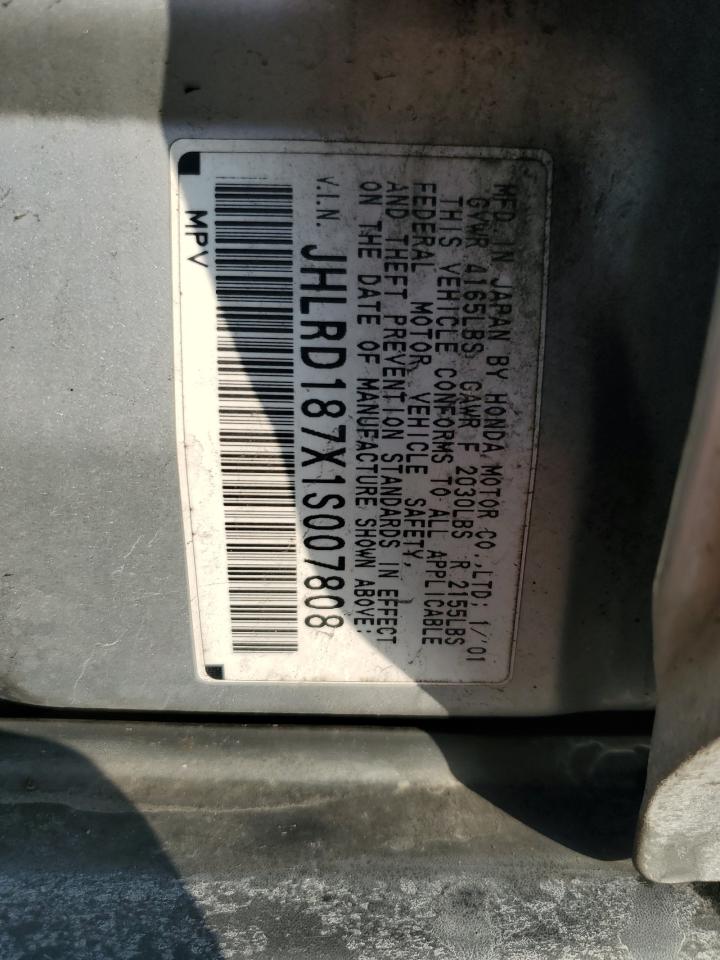 MFD. IN JAPAN BY HONDA MOTOR CO.,LTD; 1/'01
GVWR 4165LBS GAWR F 2030LBS R 2155LBS
THIS VEHICLE CONFORMS TO ALL APPLICABLE
FEDERAL MOTOR VEHICLE SAFETY,
AND THEFT PREVENTION STANDARDS IN EFFECT
ON THE DATE OF MANUFACTURE SHOWN ABOVE;
V.I.N. JHLRD187X1S007808
MPV